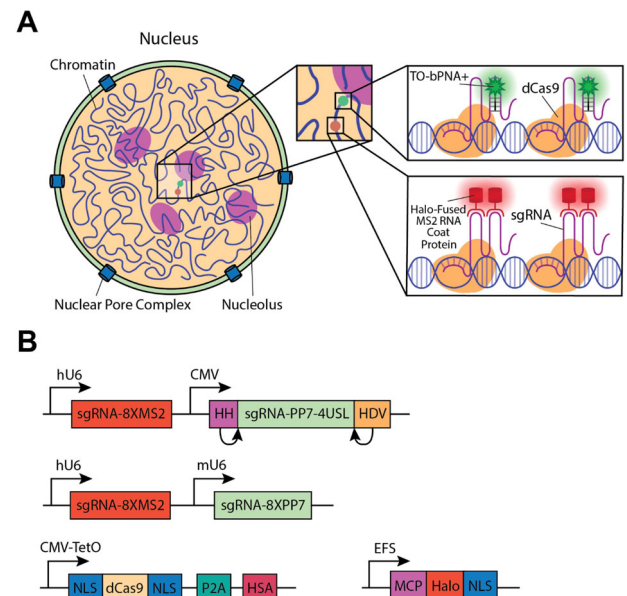 A
Nucleus
Chromatin
TO-bPNA+
dCas9
Halo-Fused
MS2 RNA
Coat
Protein
sgRNA
Nuclear Pore Complex
Nucleolus
B
hU6
CMV
sgRNA-8XMS2
HH
sgRNA-PP7-4USL
HDV
hU6
mU6
sgRNA-8XMS2
sgRNA-8XPP7
CMV-TetO
EFS
NLS
dCas9
NLS
P2A
HSA
MCP
Halo
NLS